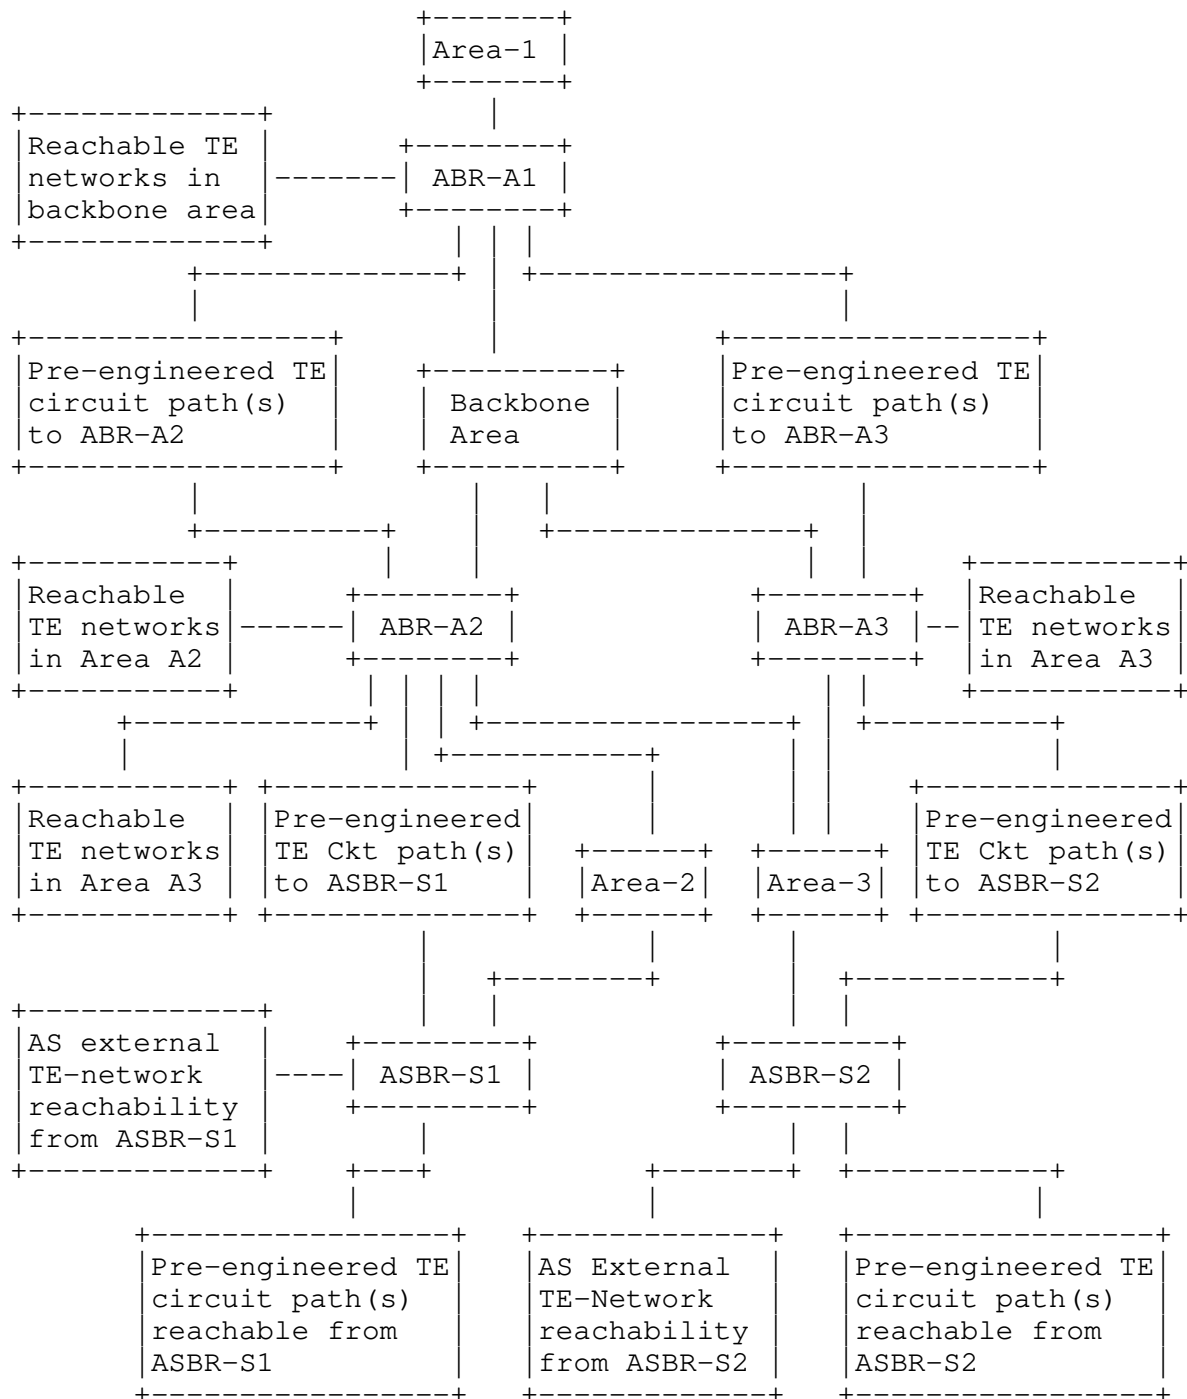 Area-1
Reachable TE
networks in
backbone area
ABR-A1
Pre-engineered TE
circuit path(s)
to ABR-A2
Backbone
Area
Pre-engineered TE
circuit path(s)
to ABR-A3
Reachable
TE networks
in Area A2
ABR-A2
ABR-A3
Reachable
TE networks
in Area A3
Reachable
TE networks
in Area A3
Pre-engineered
TE Ckt path(s)
to ASBR-S1
Area-2
Area-3
Pre-engineered
TE Ckt path(s)
to ASBR-S2
AS external
TE-network
reachability
from ASBR-S1
ASBR-S1
ASBR-S2
Pre-engineered TE
circuit path(s)
reachable from
ASBR-S1
AS External
TE-Network
reachability
from ASBR-S2
Pre-engineered TE
circuit path(s)
reachable from
ASBR-S2